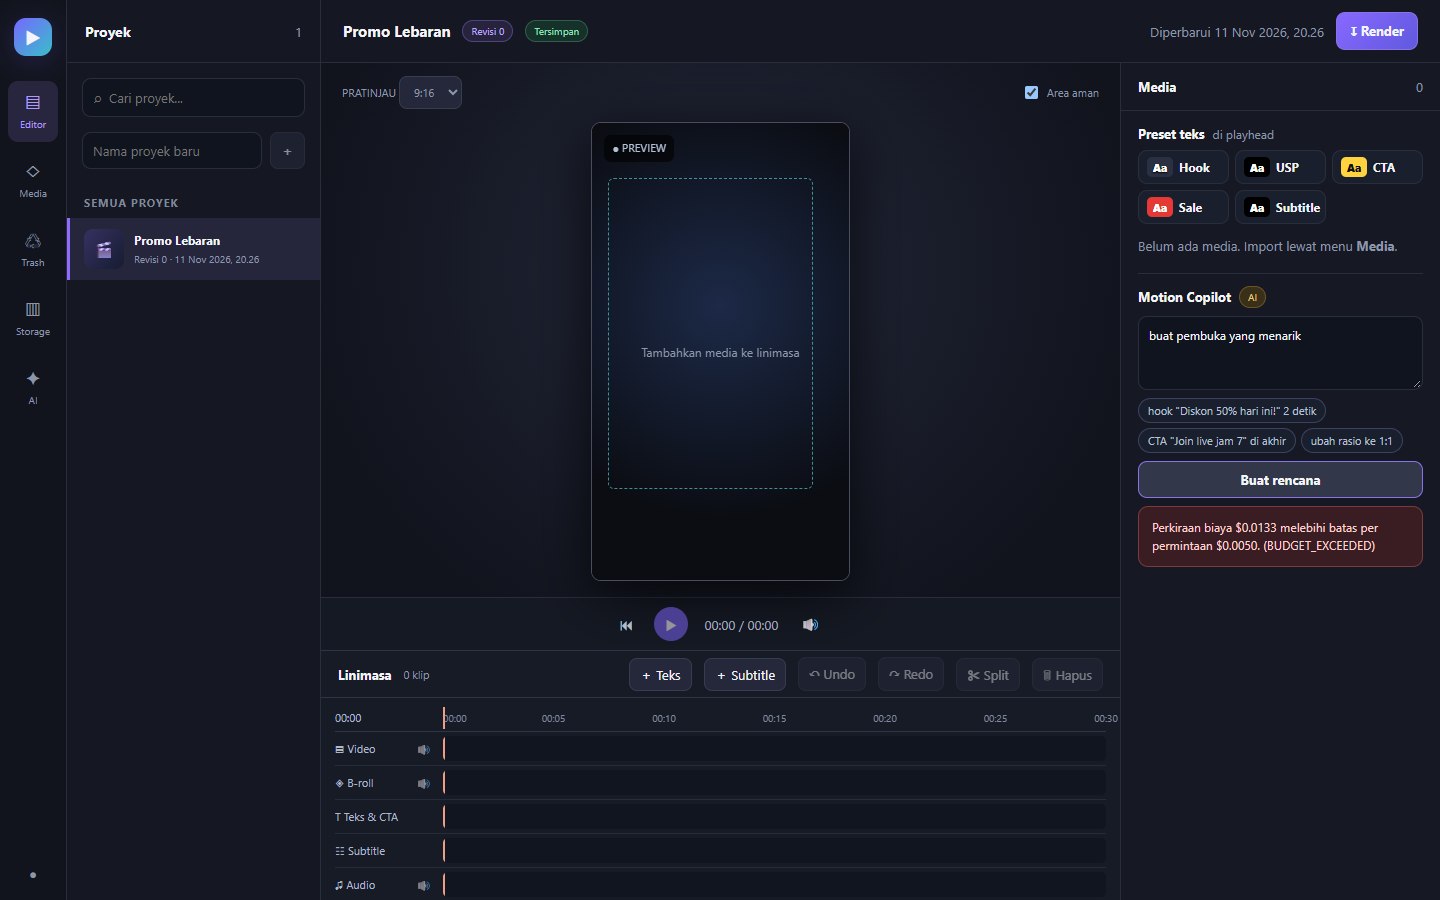 Editor
Media
Trash
Storage
AI
Proyek 1
Cari proyek...
Nama proyek baru +
SEMUA PROYEK
Promo Lebaran
Revisi 0 · 11 Nov 2026, 20.26
Promo Lebaran Revisi 0 Tersimpan
Diperbarui 11 Nov 2026, 20.26 Render
PRATINJAU 9:16 Area aman
PREVIEW
Tambahkan media ke linimasa
00:00 / 00:00
Linimasa 0 klip + Teks + Subtitle Undo Redo Split Hapus
00:00 00:00 00:05 00:10 00:15 00:20 00:25 00:30
Video
B-roll
T Teks & CTA
Subtitle
Audio
Media 0
Preset teks di playhead
Aa Hook Aa USP Aa CTA
Aa Sale Aa Subtitle
Belum ada media. Import lewat menu Media.
Motion Copilot AI
buat pembuka yang menarik
hook "Diskon 50% hari ini!" 2 detik
CTA "Join live jam 7" di akhir ubah rasio ke 1:1
Buat rencana
Perkiraan biaya $0.0133 melebihi batas per
permintaan $0.0050. (BUDGET_EXCEEDED)